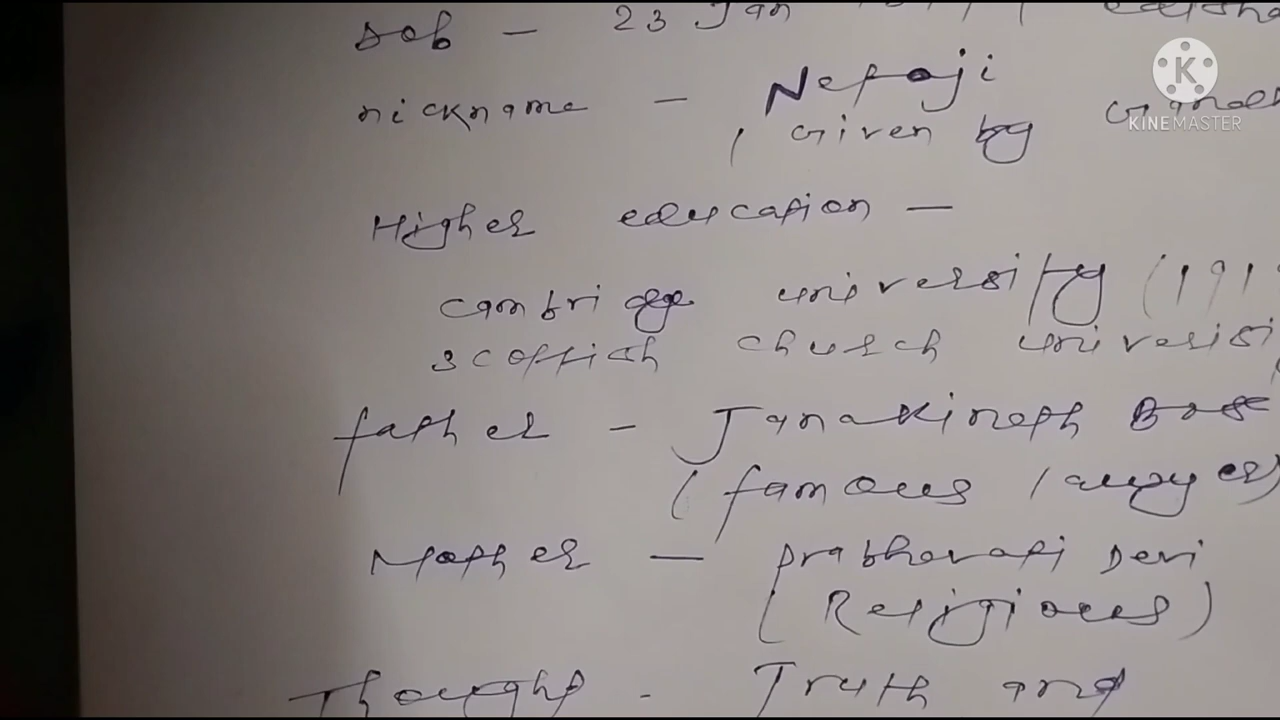 DOB - 23 Jan
nickname - Netaji
(Given by
Higher education -
Cambridge university (191
Scottish church universi
father - Janakinath Bose
(famous lawyer)
Mother - Prabhavati Devi
(Religious)
Thought - Truth and
KINEMASTER